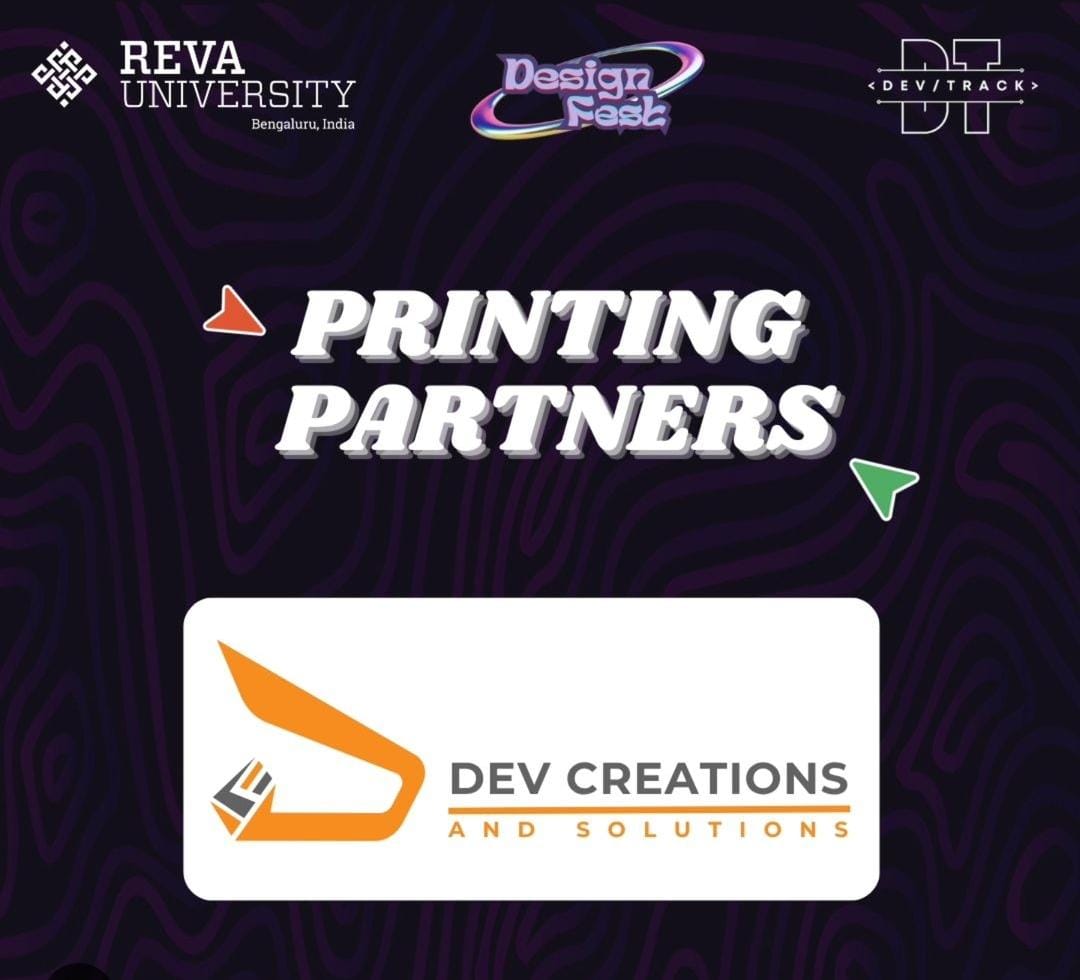 REVA
UNIVERSITY
Bengaluru, India
Design
Fest
DT
<DEV/TRACK>
PRINTING
PARTNERS
DEV CREATIONS
AND SOLUTIONS